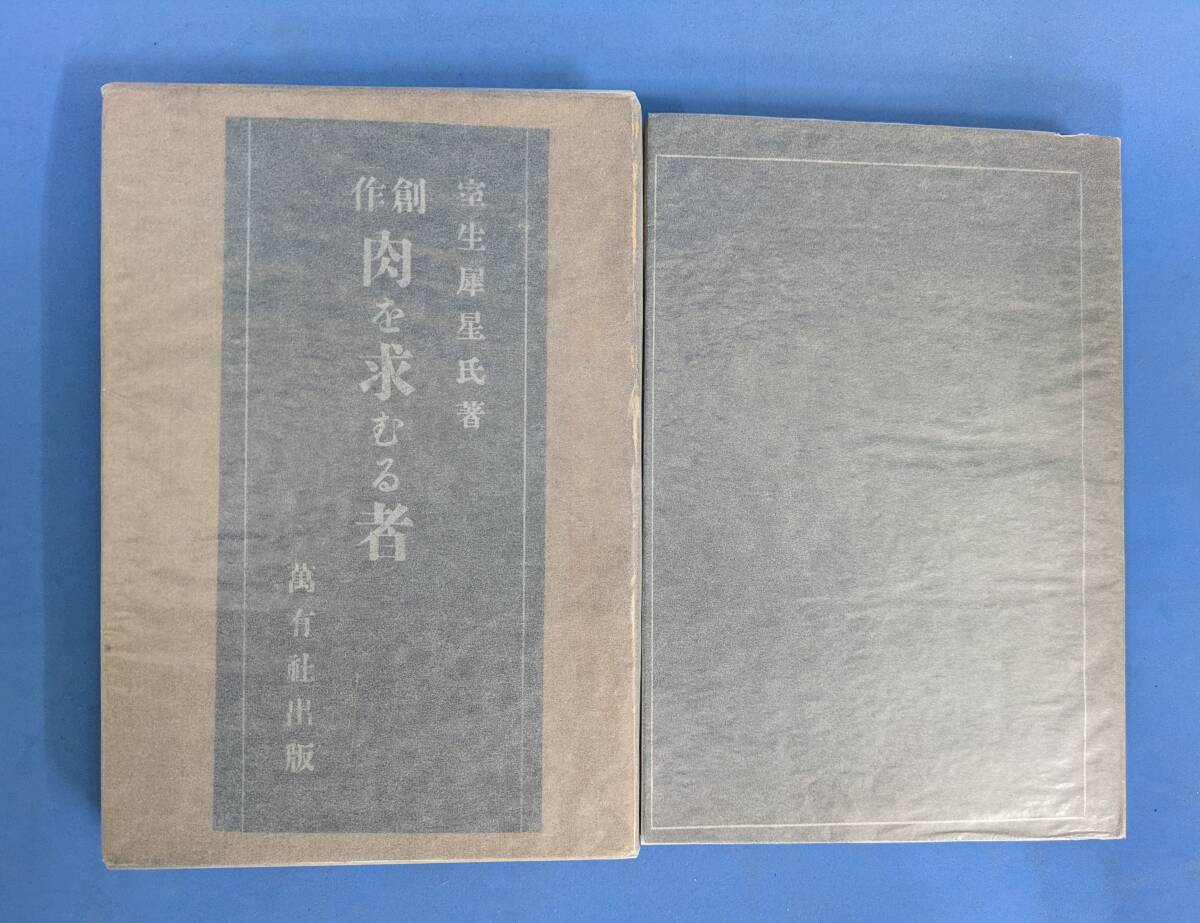 室生犀星氏著
創作
肉を求むる者
萬有社出版